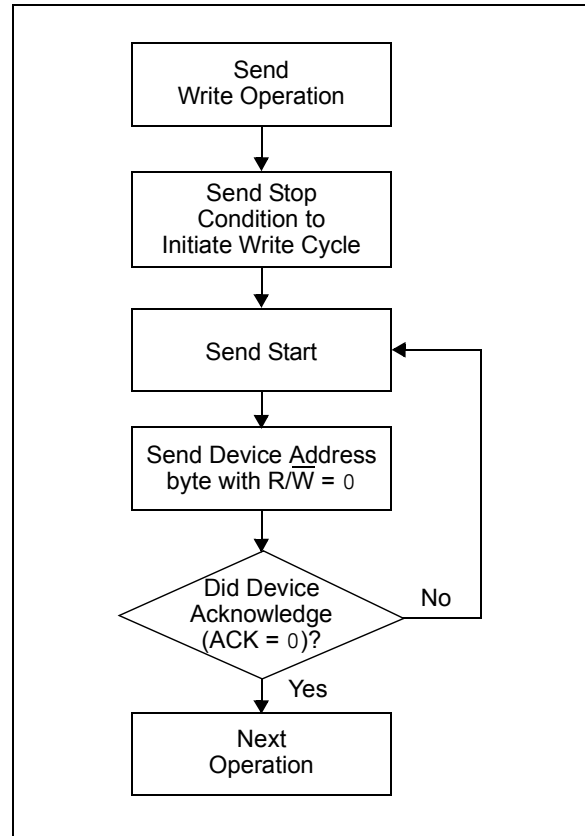 Send
Write Operation
Send Stop
Condition to
Initiate Write Cycle
Send Start
Send Device Address
byte with R/W̅ = 0
Did Device
Acknowledge
(ACK = 0)?
No
Yes
Next
Operation